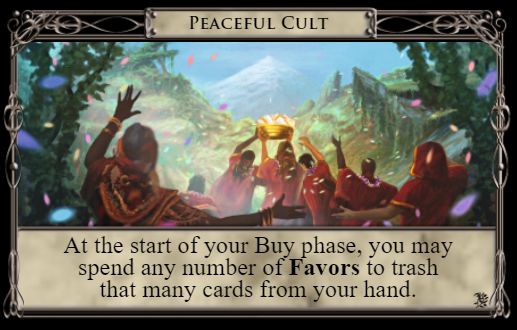 Peaceful Cult
At the start of your Buy phase, you may
spend any number of Favors to trash
that many cards from your hand.